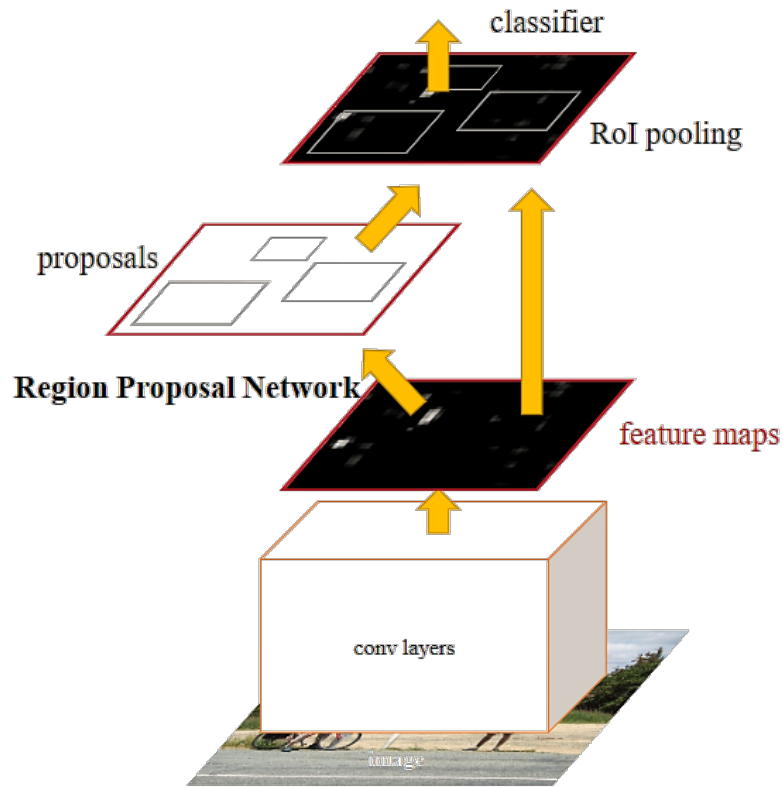 classifier
RoI pooling
proposals
Region Proposal Network
feature maps
conv layers
image